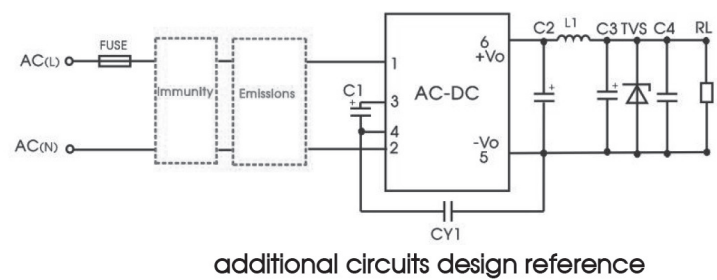 FUSE
AC(L)
Immunity
Emissions
AC(N)
C1
+
1
3
4
2
AC-DC
6
+Vo
-Vo
5
CY1
C2 L1 C3 TVS C4 RL
+
+
additional circuits design reference